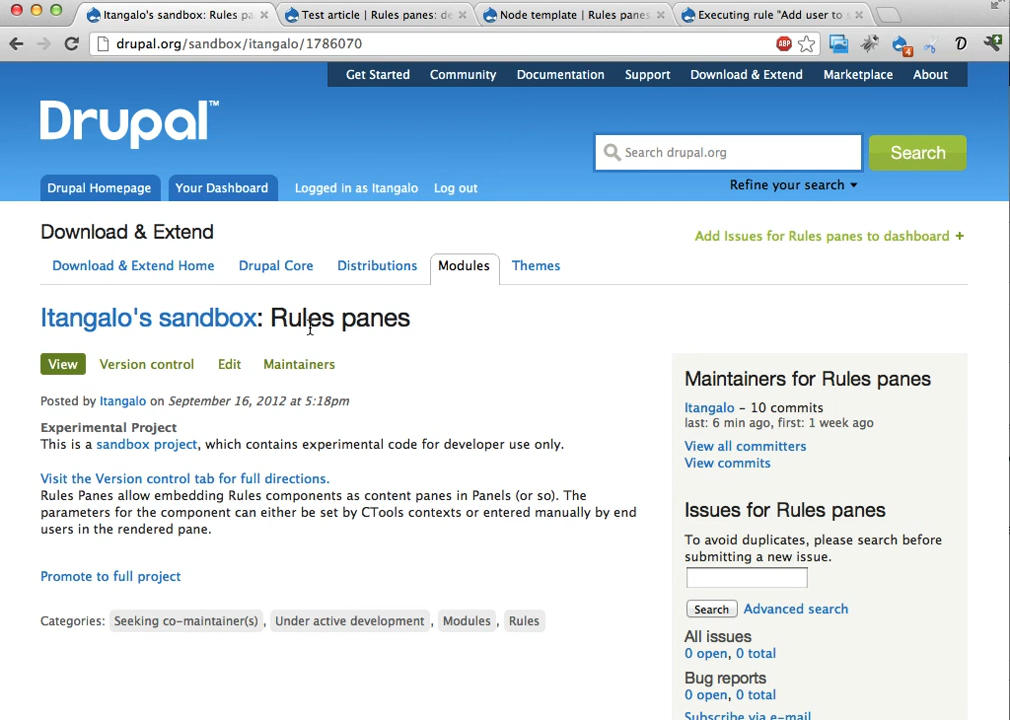 Itangalo's sandbox: Rules pa
Test article | Rules panes: de
Node template | Rules panes
Executing rule "Add user to s
drupal.org/sandbox/itangalo/1786070
ABP
4
D
Get Started Community Documentation Support Download & Extend Marketplace About
Drupal™
Search drupal.org
Search
Refine your search
Drupal Homepage Your Dashboard Logged in as Itangalo Log out
Download & Extend
Add Issues for Rules panes to dashboard +
Download & Extend Home Drupal Core Distributions Modules Themes
Itangalo's sandbox: Rules panes
View Version control Edit Maintainers
Posted by Itangalo on September 16, 2012 at 5:18pm
Experimental Project
This is a sandbox project, which contains experimental code for developer use only.
Visit the Version control tab for full directions.
Rules Panes allow embedding Rules components as content panes in Panels (or so). The
parameters for the component can either be set by CTools contexts or entered manually by end
users in the rendered pane.
Promote to full project
Categories: Seeking co-maintainer(s) , Under active development , Modules , Rules
Maintainers for Rules panes
Itangalo – 10 commits
last: 6 min ago, first: 1 week ago
View all committers
View commits
Issues for Rules panes
To avoid duplicates, please search before
submitting a new issue.
Search Advanced search
All issues
0 open, 0 total
Bug reports
0 open, 0 total
Subscribe via e-mail